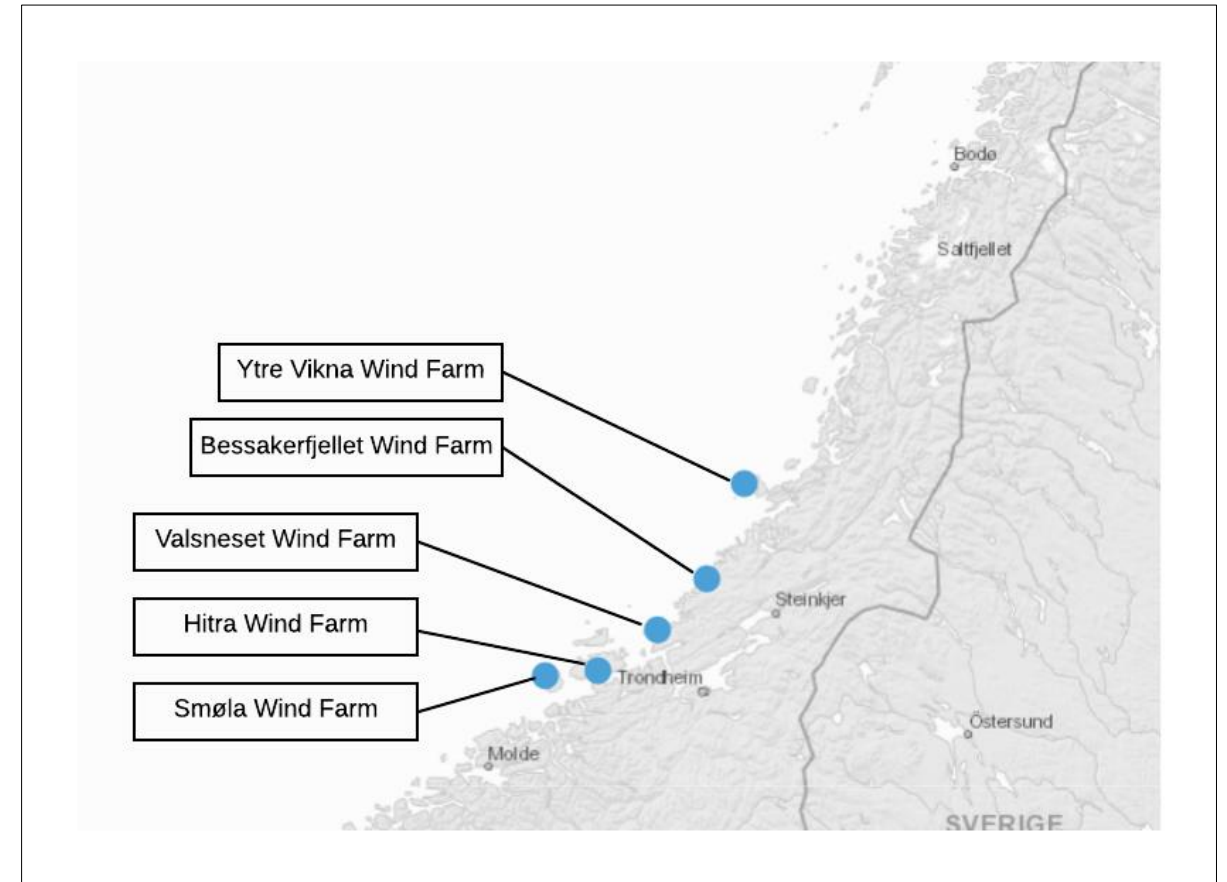 Bodø
Saltfjellet
Ytre Vikna Wind Farm
Bessakerfjellet Wind Farm
Valsneset Wind Farm
Steinkjer
Hitra Wind Farm
Trondheim
Smøla Wind Farm
Östersund
Molde
SVERIGE